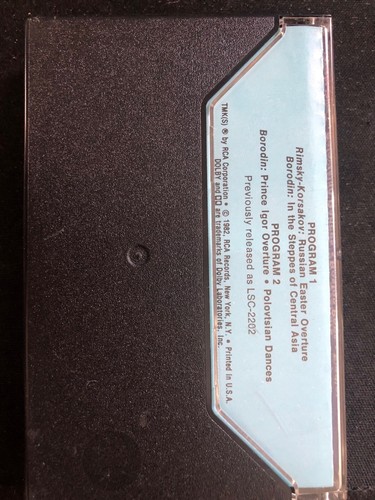 PROGRAM 1
Rimsky-Korsakov: Russian Easter Overture
Borodin: In the Steppes of Central Asia
PROGRAM 2
Borodin: Prince Igor Overture • Polovtsian Dances
Previously released as LSC-2202
TMK(S) ® by RCA Corporation • © 1982, RCA Records, New York, N.Y. • Printed in U.S.A.
DOLBY and DD are trademarks of Dolby Laboratories, Inc.